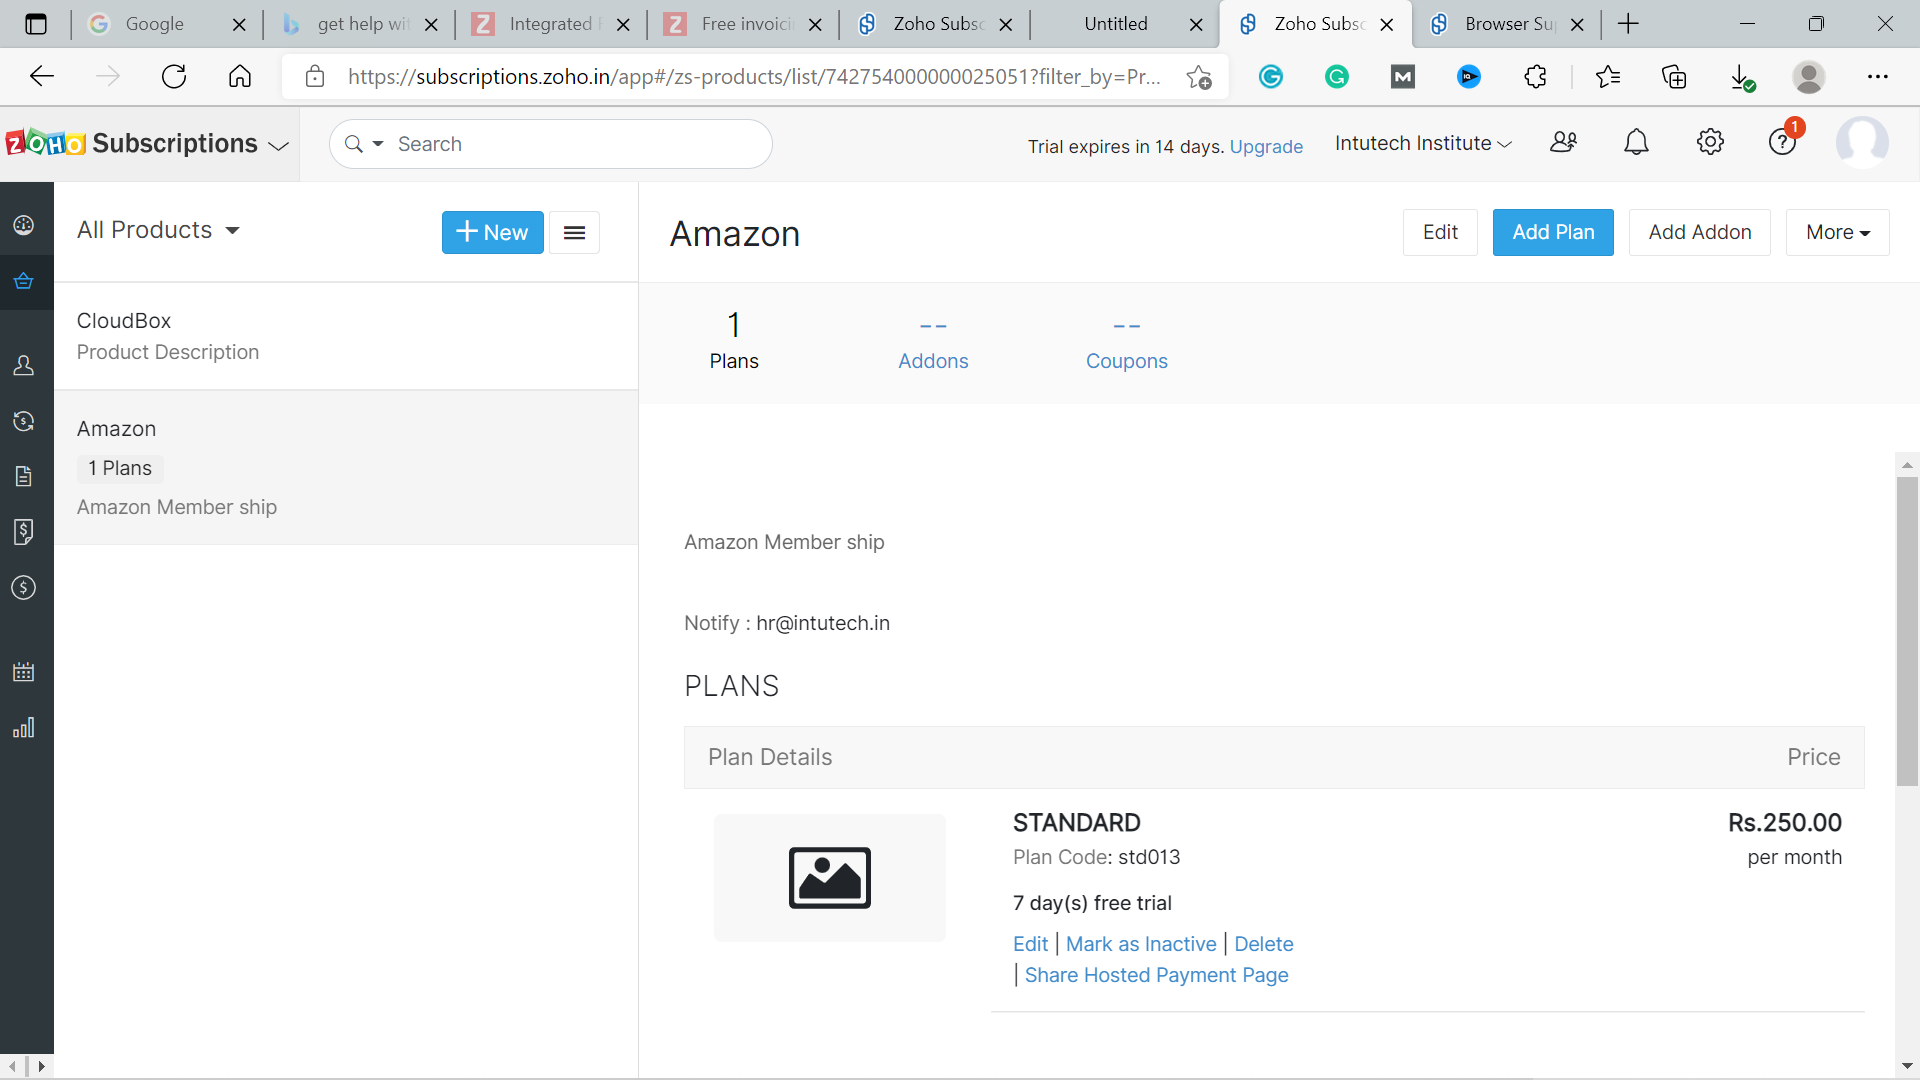 Google
get help wit
Integrated
Free invoici
Zoho Subsc
Untitled
Zoho Subsc
Browser Su
https://subscriptions.zoho.in/app#/zs-products/list/742754000000025051?filter_by=Pr...
ZOHO Subscriptions
Search
Trial expires in 14 days. Upgrade
Intutech Institute
1
All Products
+ New
Amazon
Edit
Add Plan
Add Addon
More
CloudBox
Product Description
Amazon
1 Plans
Amazon Member ship
1
Plans
--
Addons
--
Coupons
Amazon Member ship
Notify : hr@intutech.in
PLANS
Plan Details
Price
STANDARD
Rs.250.00
Plan Code: std013
per month
7 day(s) free trial
Edit | Mark as Inactive | Delete
| Share Hosted Payment Page